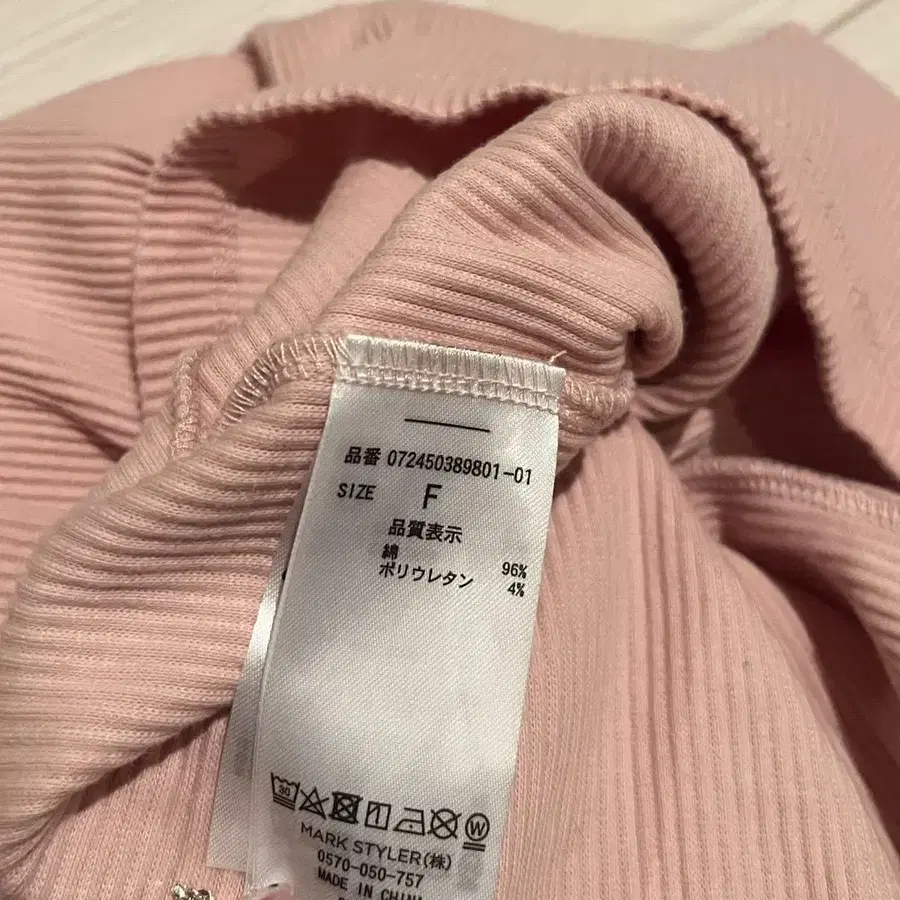 品番 072450389801-01
SIZE F
品質表示
綿 96%
ポリウレタン 4%
30
W
MARK STYLER(株)
0570-050-757
MADE IN CHINA